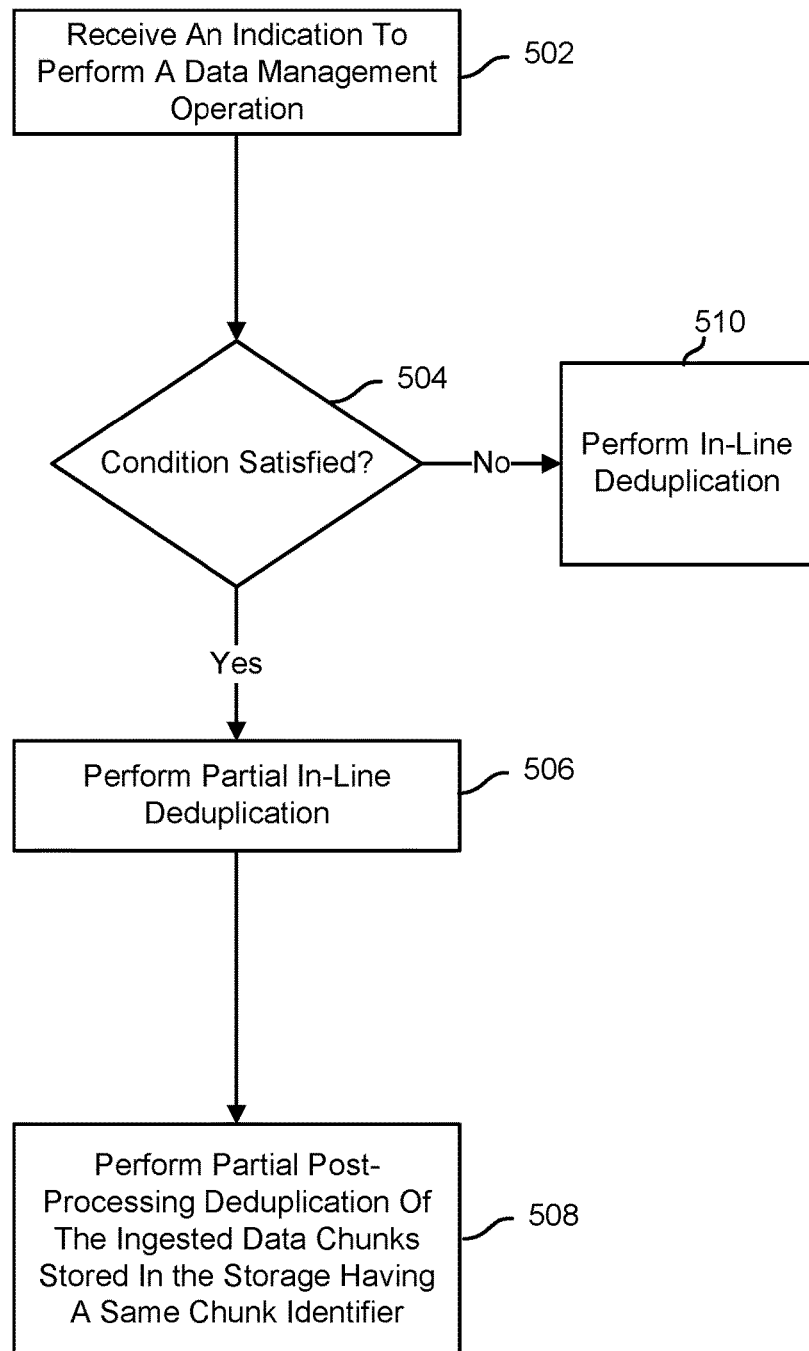 Receive An Indication To
Perform A Data Management
Operation
502
504
Condition Satisfied?
No
510
Perform In-Line
Deduplication
Yes
Perform Partial In-Line
Deduplication
506
Perform Partial Post-
Processing Deduplication Of
The Ingested Data Chunks
Stored In the Storage Having
A Same Chunk Identifier
508